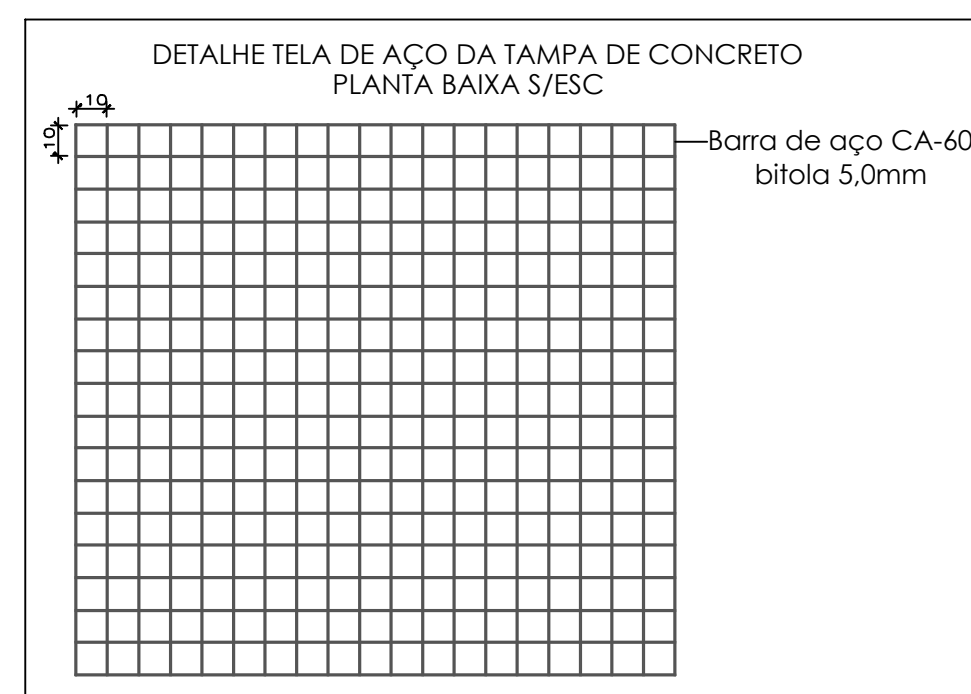 DETALHE TELA DE AÇO DA TAMPA DE CONCRETO
PLANTA BAIXA S/ESC
10
10
Barra de aço CA-60
bitola 5,0mm